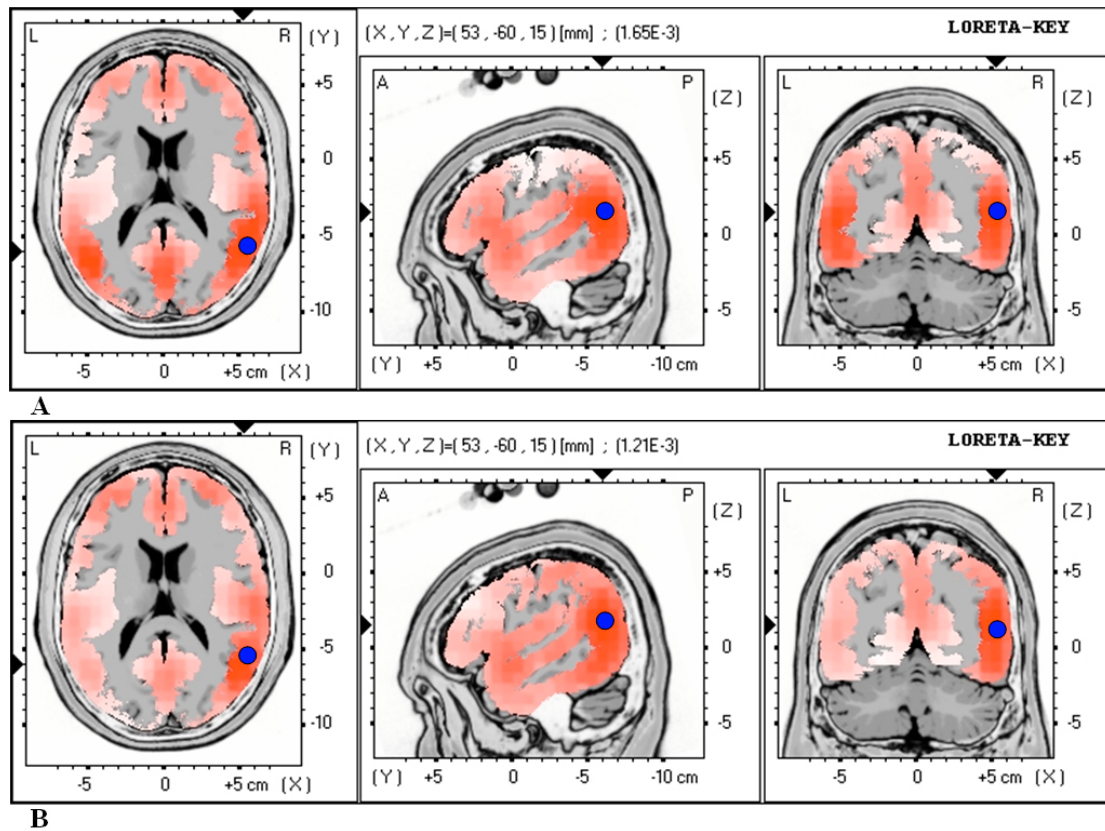 L R (Y) (X,Y,Z)=(53,-60,15)[mm] ; (1.65E-3) LORETA-KEY
A P (Z) L R (Z)
+5 +5 +5
0 0 0
-5 -5 -5
-10
-5 0 +5 cm (X) (Y) +5 0 -5 -10 cm -5 0 +5 cm (X)
A
L R (Y) (X,Y,Z)=(53,-60,15)[mm] ; (1.21E-3) LORETA-KEY
A P (Z) L R (Z)
+5 +5 +5
0 0 0
-5 -5 -5
-10
-5 0 +5 cm (X) (Y) +5 0 -5 -10 cm -5 0 +5 cm (X)
B